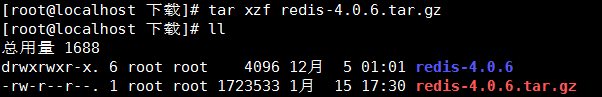 [root@localhost 下载]# tar xzf redis-4.0.6.tar.gz
[root@localhost 下载]# ll
总用量 1688
drwxrwxr-x. 6 root root    4096 12月  5 01:01 redis-4.0.6
-rw-r--r--. 1 root root 1723533 1月  15 17:30 redis-4.0.6.tar.gz